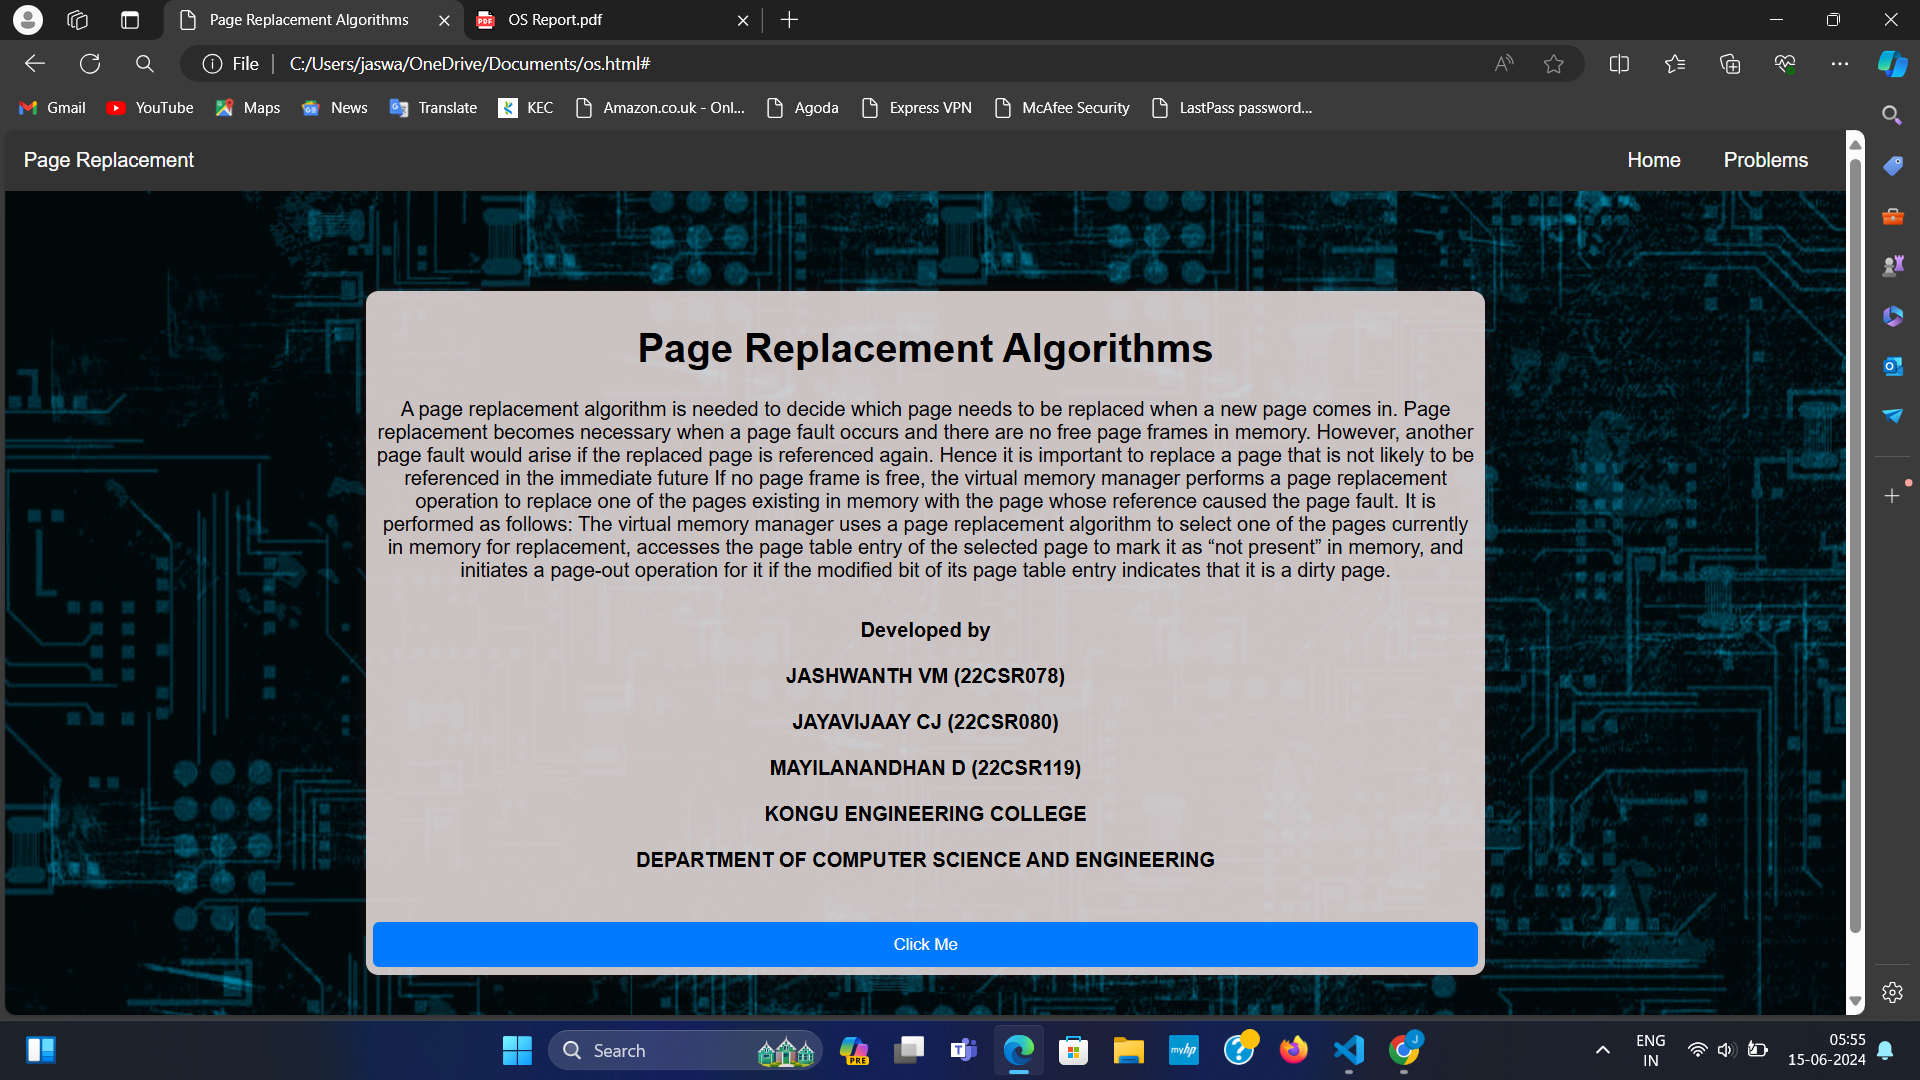 Page Replacement Algorithms
OS Report.pdf
File
C:/Users/jaswa/OneDrive/Documents/os.html#
Gmail
YouTube
Maps
News
Translate
KEC
Amazon.co.uk - Onl...
Agoda
Express VPN
McAfee Security
LastPass password...
Page Replacement
Home
Problems
Page Replacement Algorithms
A page replacement algorithm is needed to decide which page needs to be replaced when a new page comes in. Page
replacement becomes necessary when a page fault occurs and there are no free page frames in memory. However, another
page fault would arise if the replaced page is referenced again. Hence it is important to replace a page that is not likely to be
referenced in the immediate future If no page frame is free, the virtual memory manager performs a page replacement
operation to replace one of the pages existing in memory with the page whose reference caused the page fault. It is
performed as follows: The virtual memory manager uses a page replacement algorithm to select one of the pages currently
in memory for replacement, accesses the page table entry of the selected page to mark it as “not present” in memory, and
initiates a page-out operation for it if the modified bit of its page table entry indicates that it is a dirty page.
Developed by
JASHWANTH VM (22CSR078)
JAYAVIJAAY CJ (22CSR080)
MAYILANANDHAN D (22CSR119)
KONGU ENGINEERING COLLEGE
DEPARTMENT OF COMPUTER SCIENCE AND ENGINEERING
Click Me
Search
PRE
myhp
J
ENG
IN
05:55
15-06-2024